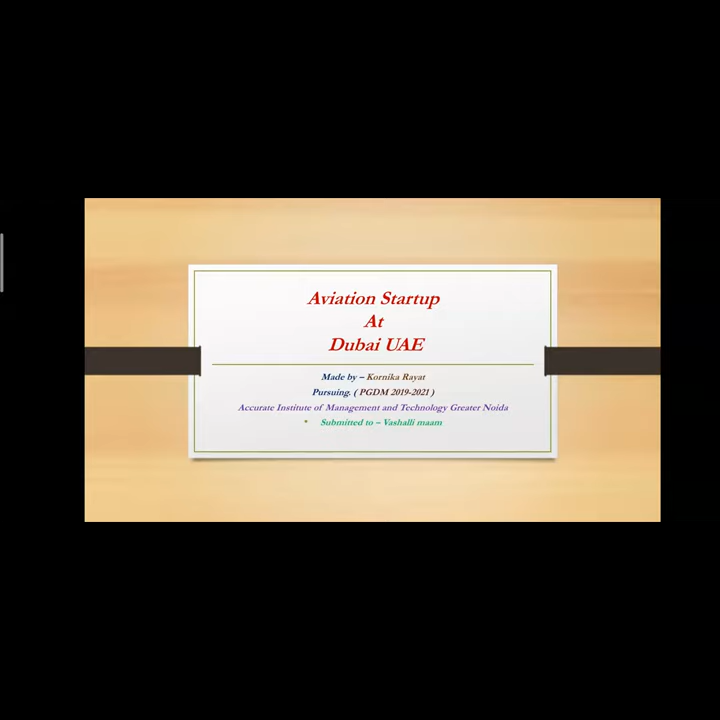 Aviation Startup
At
Dubai UAE
Made by – Kornika Rayat
Pursuing. ( PGDM 2019-2021 )
Accurate Institute of Management and Technology Greater Noida
• Submitted to – Vashalli maam